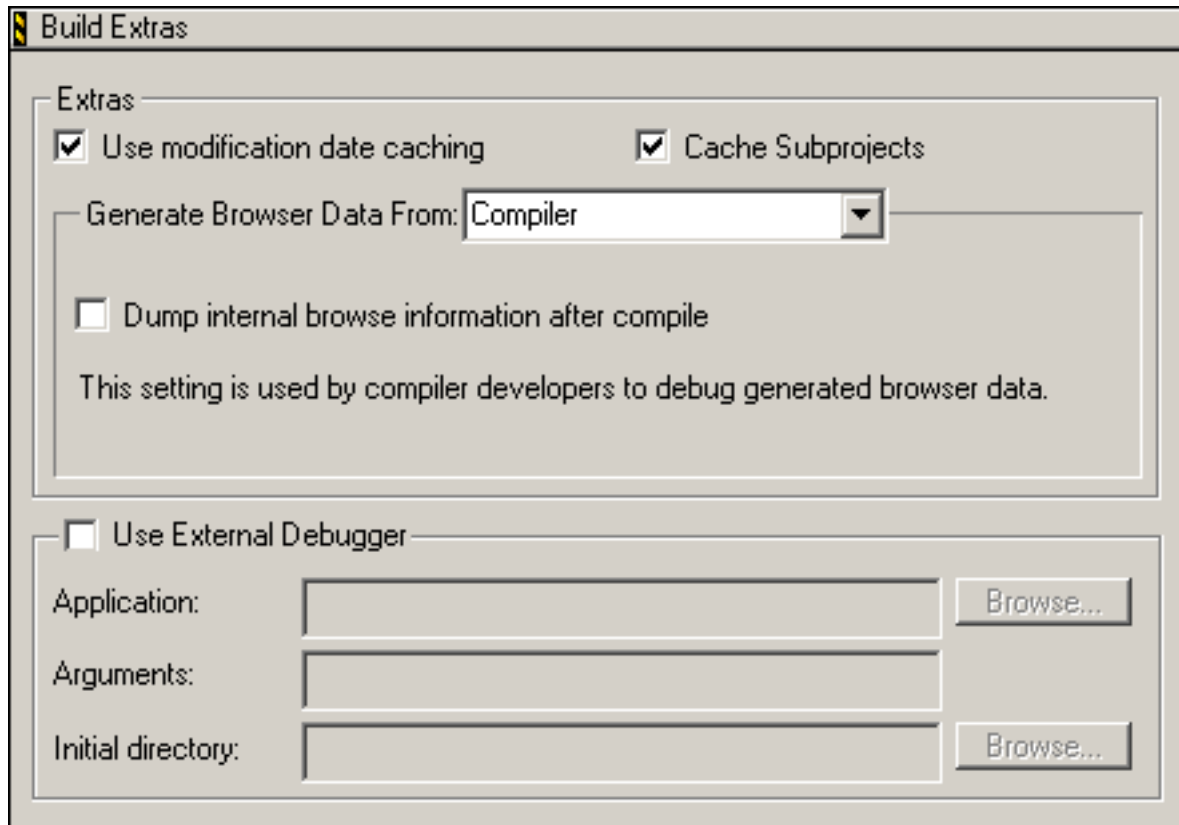 Build Extras
Extras
Use modification date caching
Cache Subprojects
Generate Browser Data From: Compiler
Dump internal browse information after compile
This setting is used by compiler developers to debug generated browser data.
Use External Debugger
Application:
Browse...
Arguments:
Initial directory:
Browse...